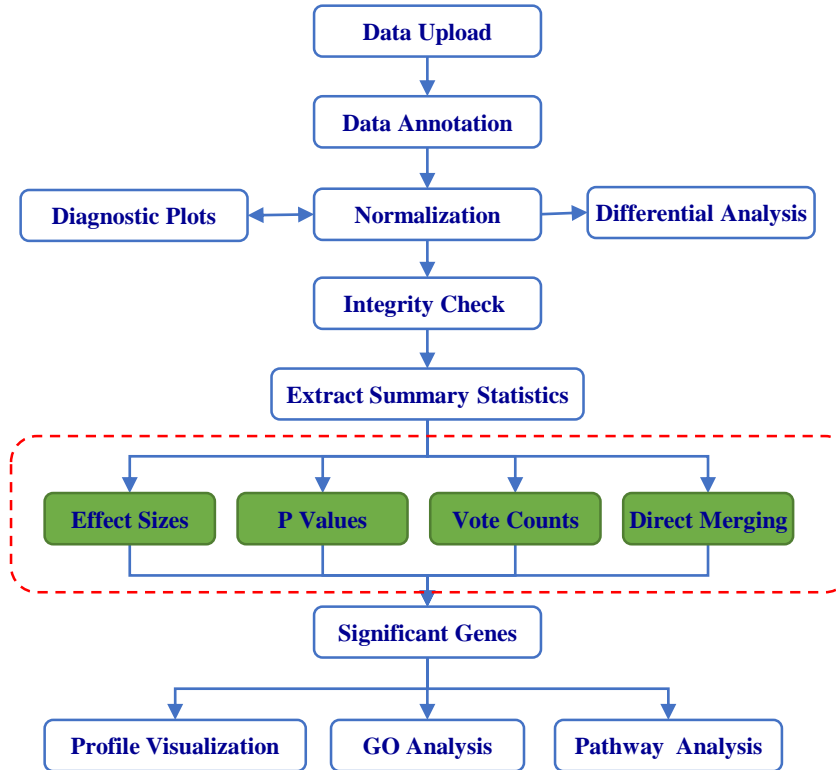 Data Upload
Data Annotation
Diagnostic Plots
Normalization
Differential Analysis
Integrity Check
Extract Summary Statistics
Effect Sizes
P Values
Vote Counts
Direct Merging
Significant Genes
Profile Visualization
GO Analysis
Pathway Analysis